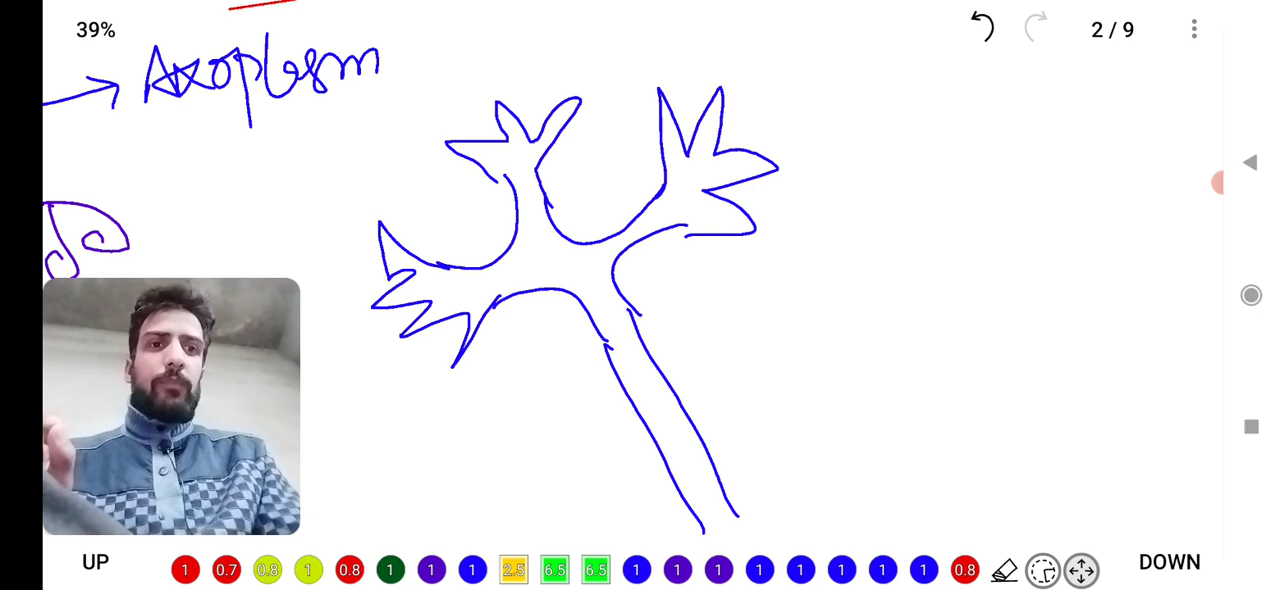 39%
2 / 9
→ Axoplasm
UP
1 0.7 0.8 1 0.8 1 1 1 2.5 6.5 6.5 1 1 1 1 1 1 1 1 0.8
DOWN